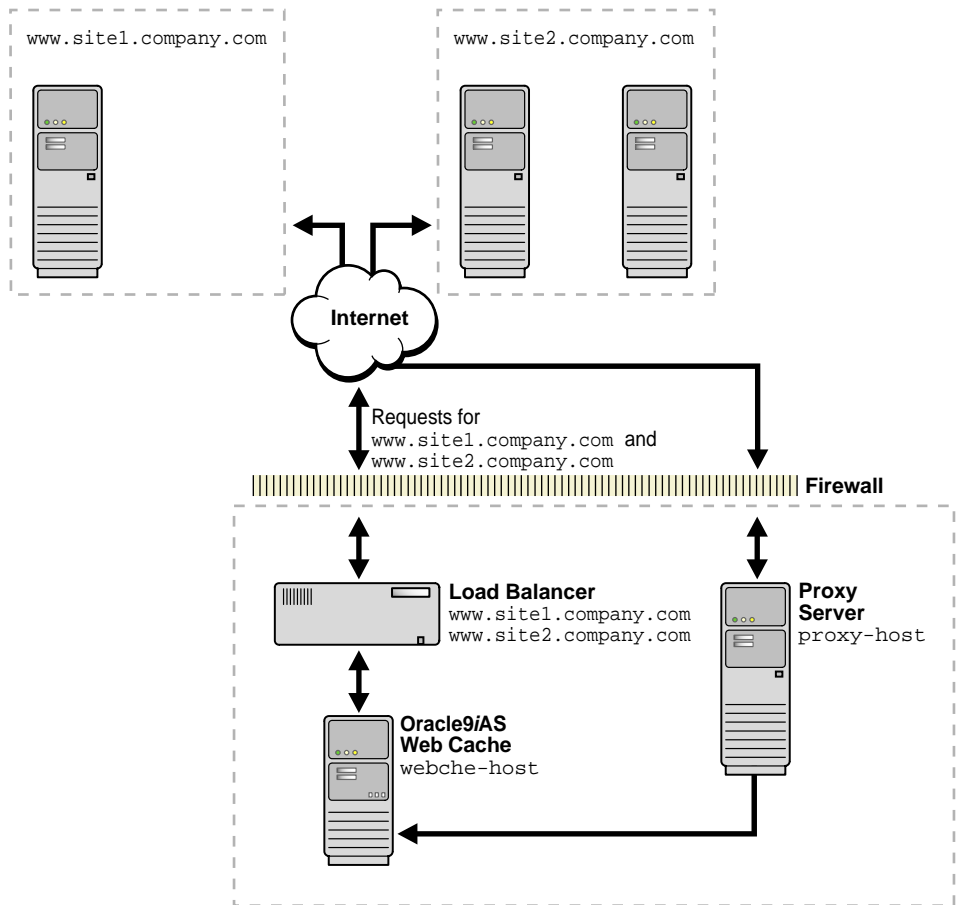 www.site1.company.com
www.site2.company.com
Internet
Requests for
www.site1.company.com and
www.site2.company.com
Firewall
Load Balancer
www.site1.company.com
www.site2.company.com
Proxy
Server
proxy-host
Oracle9iAS
Web Cache
webche-host